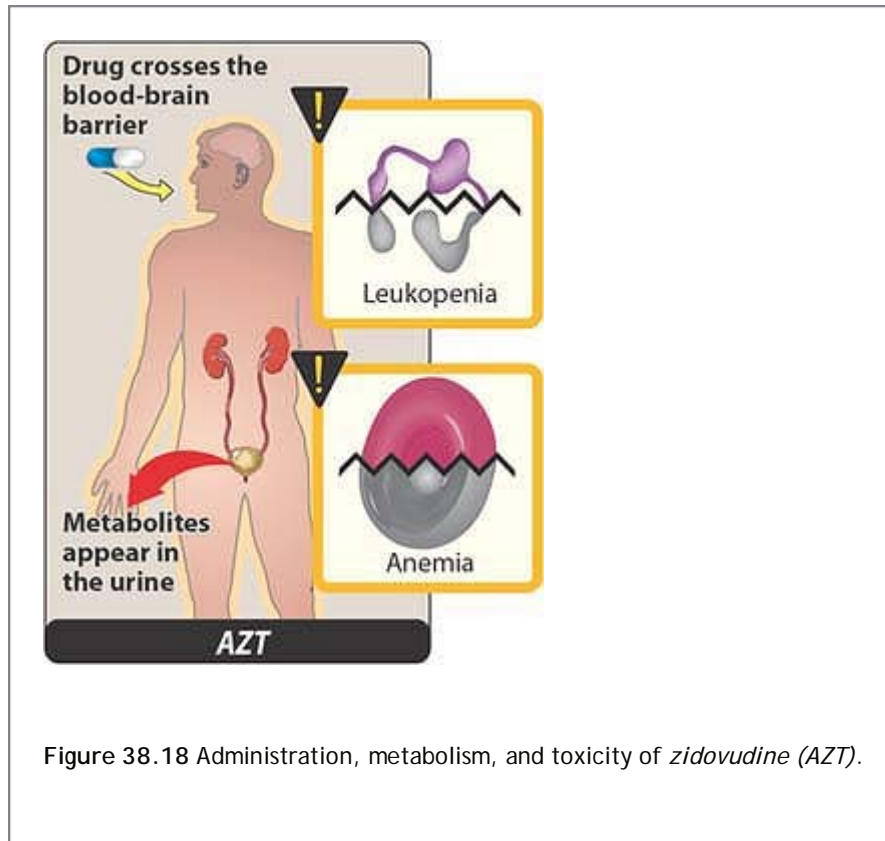 Drug crosses the
blood-brain
barrier
!
Leukopenia
!
Anemia
Metabolites
appear in
the urine
AZT
Figure 38.18 Administration, metabolism, and toxicity of zidovudine (AZT).